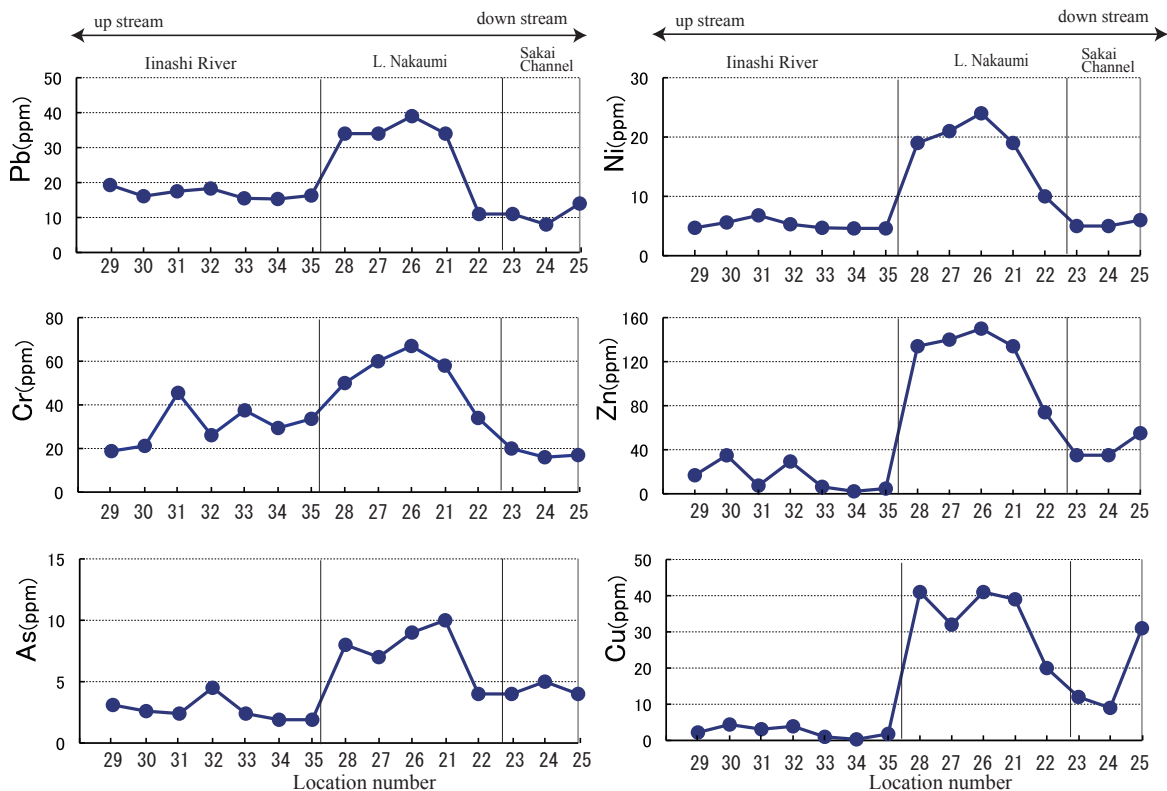 up stream
down stream
Iinashi River
L. Nakaumi
Sakai
Channel
Pb(ppm)
50
40
30
20
10
0
29 30 31 32 33 34 35 28 27 26 21 22 23 24 25
up stream
down stream
Iinashi River
L. Nakaumi
Sakai
Channel
Ni(ppm)
30
20
10
0
29 30 31 32 33 34 35 28 27 26 21 22 23 24 25
Cr(ppm)
80
60
40
20
0
29 30 31 32 33 34 35 28 27 26 21 22 23 24 25
Zn(ppm)
160
120
80
40
0
29 30 31 32 33 34 35 28 27 26 21 22 23 24 25
As(ppm)
15
10
5
0
29 30 31 32 33 34 35 28 27 26 21 22 23 24 25
Location number
Cu(ppm)
50
40
30
20
10
0
29 30 31 32 33 34 35 28 27 26 21 22 23 24 25
Location number